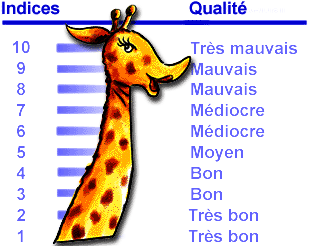 Indices Qualité
10 Très mauvais
9 Mauvais
8 Mauvais
7 Médiocre
6 Médiocre
5 Moyen
4 Bon
3 Bon
2 Très bon
1 Très bon